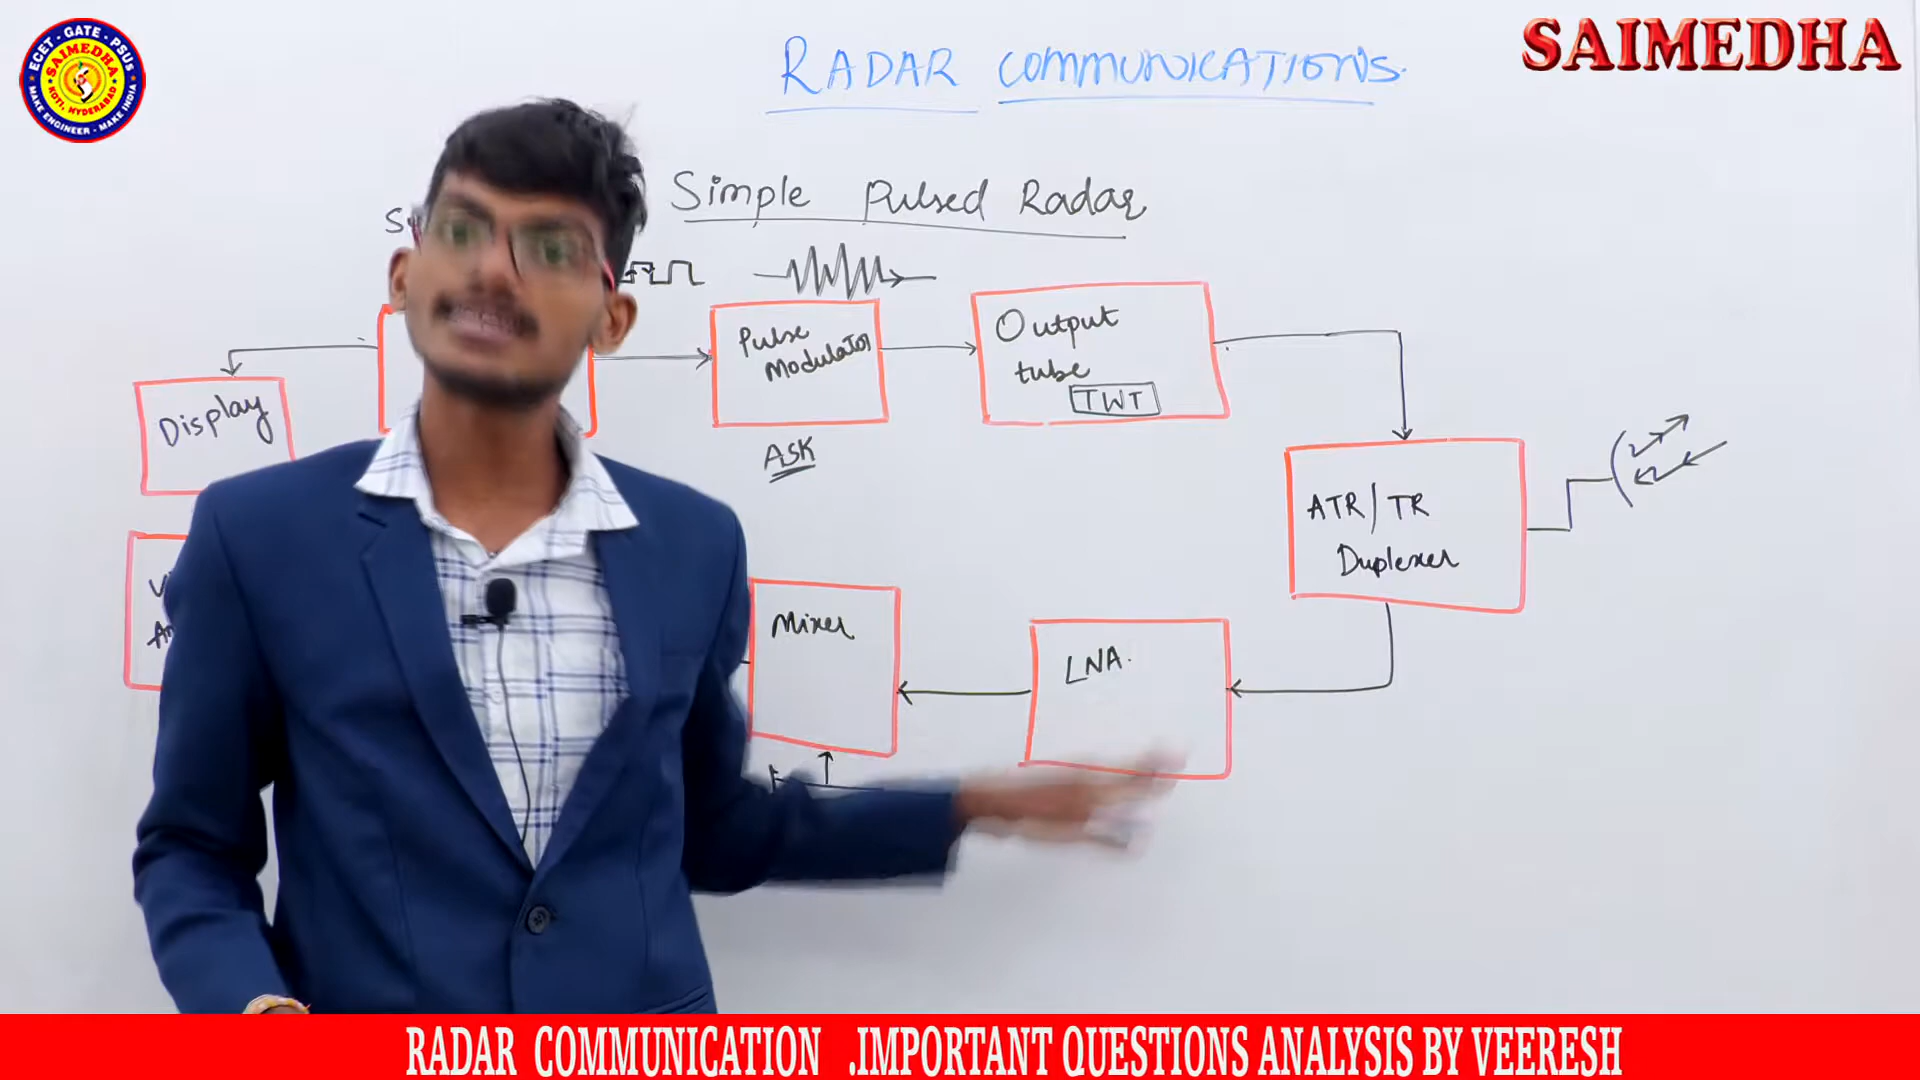 SAIMEDHA
ECET - GATE - PSUS
SAIMEDHA
KOTI, HYDERABAD
MAKE ENGINEER - MAKE INDIA
RADAR COMMUNICATIONS.
Simple Pulsed Radar
Pulse
Modulator
ASK
Output
tube
TWT
Display
ATR/TR
Duplexer
Mixer
LNA.
RADAR COMMUNICATION .IMPORTANT QUESTIONS ANALYSIS BY VEERESH